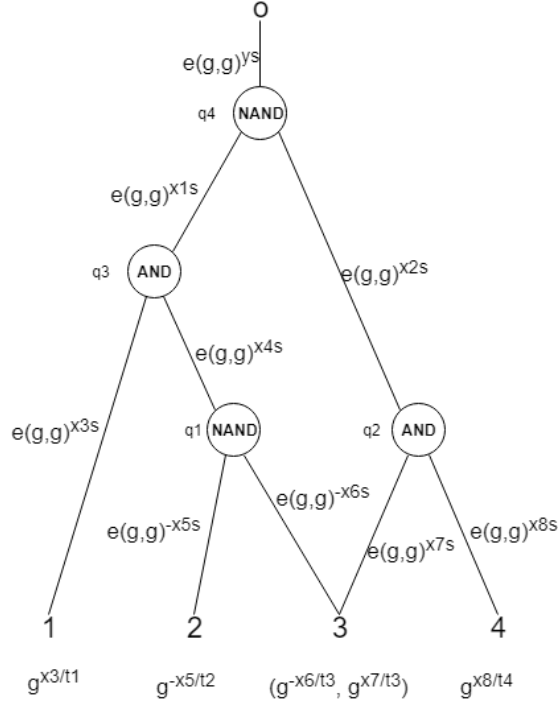 o
e(g,g)^ys
q4 NAND
e(g,g)^x1s
q3 AND
e(g,g)^x2s
e(g,g)^x4s
e(g,g)^x3s
q1 NAND
q2 AND
e(g,g)^-x6s
e(g,g)^-x5s
e(g,g)^x8s
e(g,g)^x7s
1 2 3 4
g^x3/t1 g^-x5/t2 (g^-x6/t3, g^x7/t3) g^x8/t4